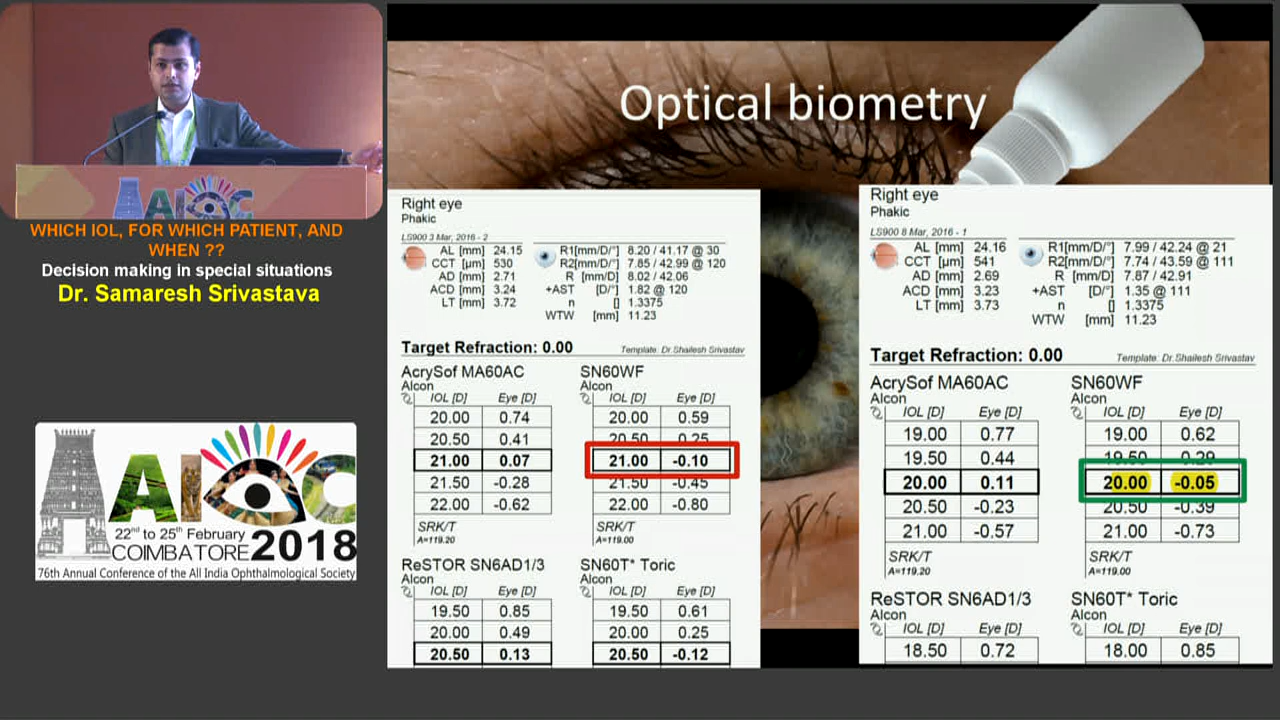 AIOC
WHICH IOL, FOR WHICH PATIENT, AND
WHEN ??
Decision making in special situations
Dr. Samaresh Srivastava
AIOC
22nd to 25th February
COIMBATORE 2018
76th Annual Conference of the All India Ophthalmological Society
Optical biometry
Right eye
Phakic
LS900 3 Mar, 2016 - 2
AL [mm] 24.15
CCT [µm] 530
AD [mm] 2.71
ACD [mm] 3.24
LT [mm] 3.72
R1[mm/D/°] 8.20 / 41.17 @ 30
R2[mm/D/°] 7.85 / 42.99 @ 120
R [mm/D] 8.02 / 42.06
+AST [D/°] 1.82 @ 120
n [] 1.3375
WTW [mm] 11.23
Target Refraction: 0.00
Template: Dr.Shailesh Srivastav
AcrySof MA60AC
Alcon
IOL [D] Eye [D]
20.00 0.74
20.50 0.41
21.00 0.07
21.50 -0.28
22.00 -0.62
SRK/T
A=119.20
SN60WF
Alcon
IOL [D] Eye [D]
20.00 0.59
20.50 0.25
21.00 -0.10
21.50 -0.45
22.00 -0.80
SRK/T
A=119.00
ReSTOR SN6AD1/3
Alcon
IOL [D] Eye [D]
19.50 0.85
20.00 0.49
20.50 0.13
SN60T* Toric
Alcon
IOL [D] Eye [D]
19.50 0.61
20.00 0.25
20.50 -0.12
Right eye
Phakic
LS900 8 Mar, 2016 - 1
AL [mm] 24.16
CCT [µm] 541
AD [mm] 2.69
ACD [mm] 3.23
LT [mm] 3.73
R1[mm/D/°] 7.99 / 42.24 @ 21
R2[mm/D/°] 7.74 / 43.59 @ 111
R [mm/D] 7.87 / 42.91
+AST [D/°] 1.35 @ 111
n [] 1.3375
WTW [mm] 11.23
Target Refraction: 0.00
Template: Dr.Shailesh Srivastav
AcrySof MA60AC
Alcon
IOL [D] Eye [D]
19.00 0.77
19.50 0.44
20.00 0.11
20.50 -0.23
21.00 -0.57
SRK/T
A=119.20
SN60WF
Alcon
IOL [D] Eye [D]
19.00 0.62
19.50 0.29
20.00 -0.05
20.50 -0.39
21.00 -0.73
SRK/T
A=119.00
ReSTOR SN6AD1/3
Alcon
IOL [D] Eye [D]
18.50 0.72
SN60T* Toric
Alcon
IOL [D] Eye [D]
18.00 0.85